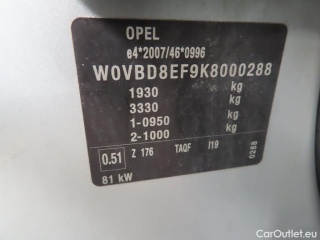 OPEL
e4*2007/46*0996
W0VBD8EF9K8000288
1930 kg
3330 kg
1-0950 kg
2-1000 kg
0.51 Z 176 TAQF I19 0288
81 kW
© CarOutlet.eu